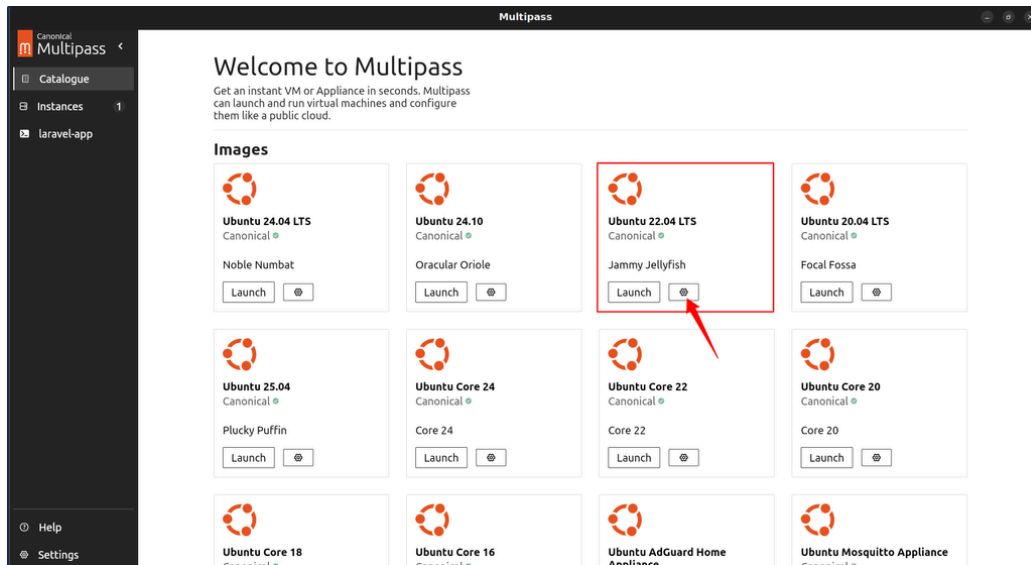 Multipass
Canonical
Multipass
Catalogue
Instances 1
laravel-app
Help
Settings
Welcome to Multipass
Get an instant VM or Appliance in seconds. Multipass
can launch and run virtual machines and configure
them like a public cloud.
Images
Ubuntu 24.04 LTS
Canonical
Noble Numbat
Launch
Ubuntu 24.10
Canonical
Oracular Oriole
Launch
Ubuntu 22.04 LTS
Canonical
Jammy Jellyfish
Launch
Ubuntu 20.04 LTS
Canonical
Focal Fossa
Launch
Ubuntu 25.04
Canonical
Plucky Puffin
Launch
Ubuntu Core 24
Canonical
Core 24
Launch
Ubuntu Core 22
Canonical
Core 22
Launch
Ubuntu Core 20
Canonical
Core 20
Launch
Ubuntu Core 18
Canonical
Ubuntu Core 16
Canonical
Ubuntu AdGuard Home
Appliance
Ubuntu Mosquitto Appliance
Canonical